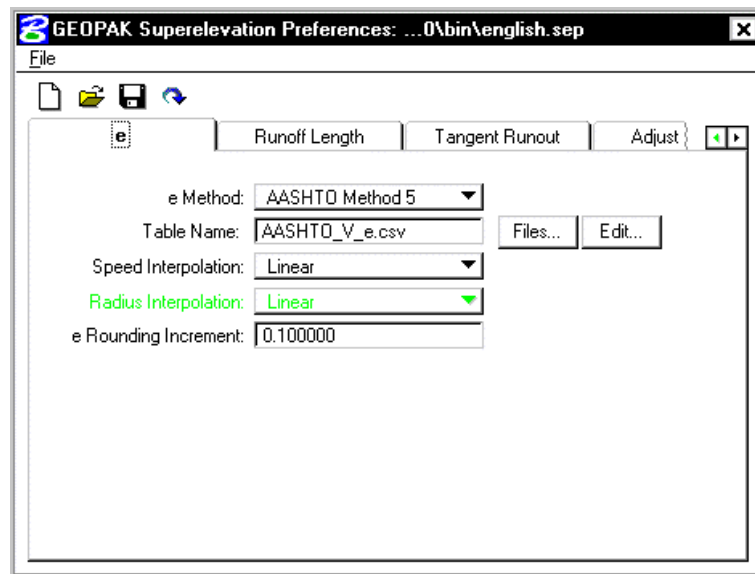 GEOPAK Superelevation Preferences: ...0\bin\english.sep
File
e Runoff Length Tangent Runout Adjust
e Method: AASHTO Method 5
Table Name: AASHTO_V_e.csv Files... Edit...
Speed Interpolation: Linear
Radius Interpolation: Linear
e Rounding Increment: 0.100000